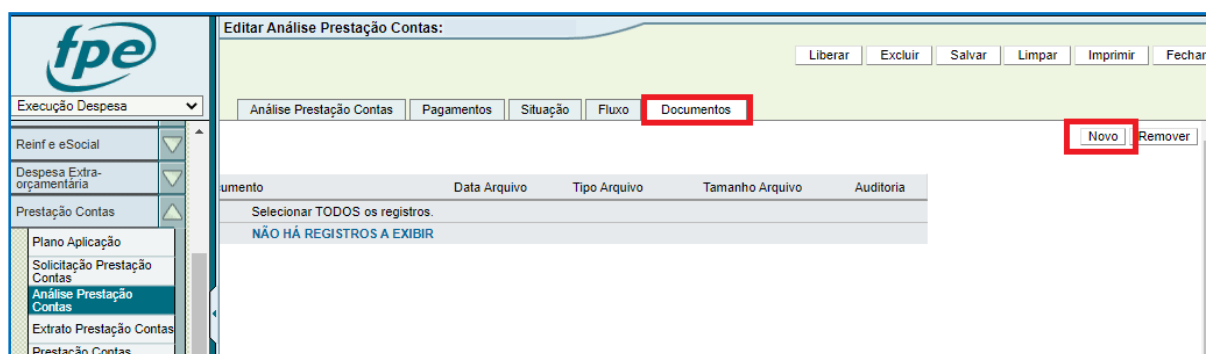 fpe
Editar Análise Prestação Contas:
Liberar Excluir Salvar Limpar Imprimir Fechar
Execução Despesa
Análise Prestação Contas Pagamentos Situação Fluxo Documentos
Novo Remover
Reinf e eSocial
Despesa Extra-
orçamentária
umento Data Arquivo Tipo Arquivo Tamanho Arquivo Auditoria
Prestação Contas
Selecionar TODOS os registros.
NÃO HÁ REGISTROS A EXIBIR
Plano Aplicação
Solicitação Prestação
Contas
Análise Prestação
Contas
Extrato Prestação Contas
Prestação Contas